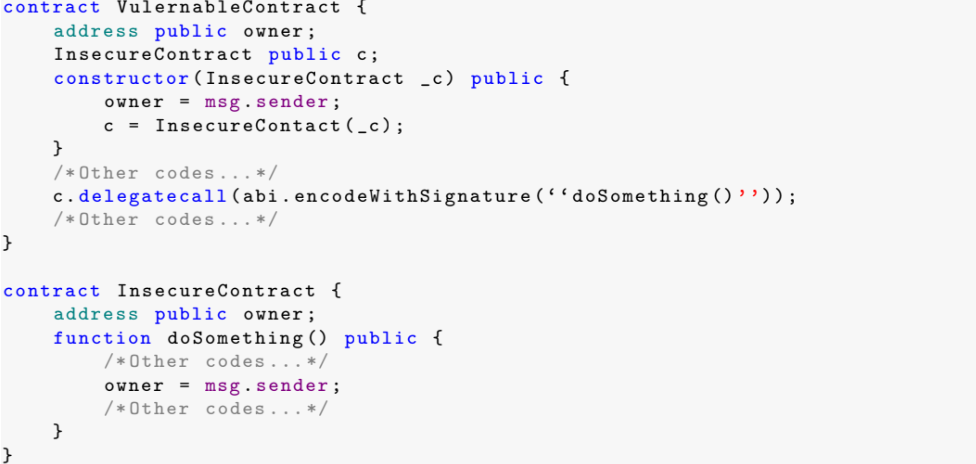 contract VulernableContract {
    address public owner;
    InsecureContract public c;
    constructor(InsecureContract _c) public {
        owner = msg.sender;
        c = InsecureContact(_c);
    }
    /*Other codes...*/
    c.delegatecall(abi.encodeWithSignature(‘‘doSomething()’’));
    /*Other codes...*/
}

contract InsecureContract {
    address public owner;
    function doSomething() public {
        /*Other codes...*/
        owner = msg.sender;
        /*Other codes...*/
    }
}